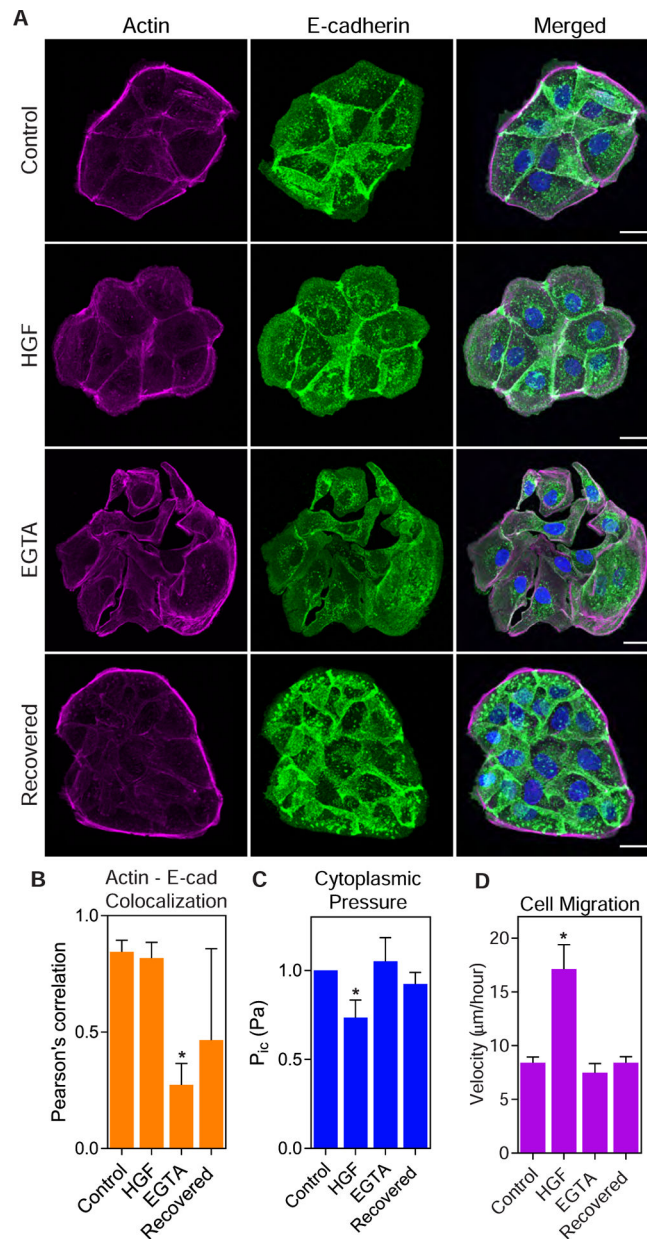 A
Actin
E-cadherin
Merged
Control
HGF
EGTA
Recovered
B
Actin - E-cad
Colocalization
Pearson's correlation
1.0
0.5
0.0
*
Control
HGF
EGTA
Recovered
C
Cytoplasmic
Pressure
P_ic (Pa)
1.0
0.5
0.0
*
Control
HGF
EGTA
Recovered
D
Cell Migration
Velocity (μm/hour)
20
15
10
5
0
*
Control
HGF
EGTA
Recovered